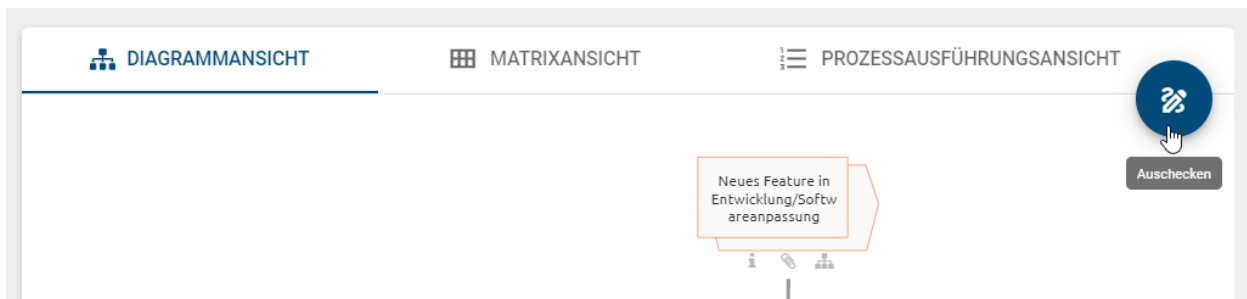 DIAGRAMMANSICHT
MATRIXANSICHT
PROZESSAUSFÜHRUNGSANSICHT
Auschecken
Neues Feature in
Entwicklung/Softw
areanpassung